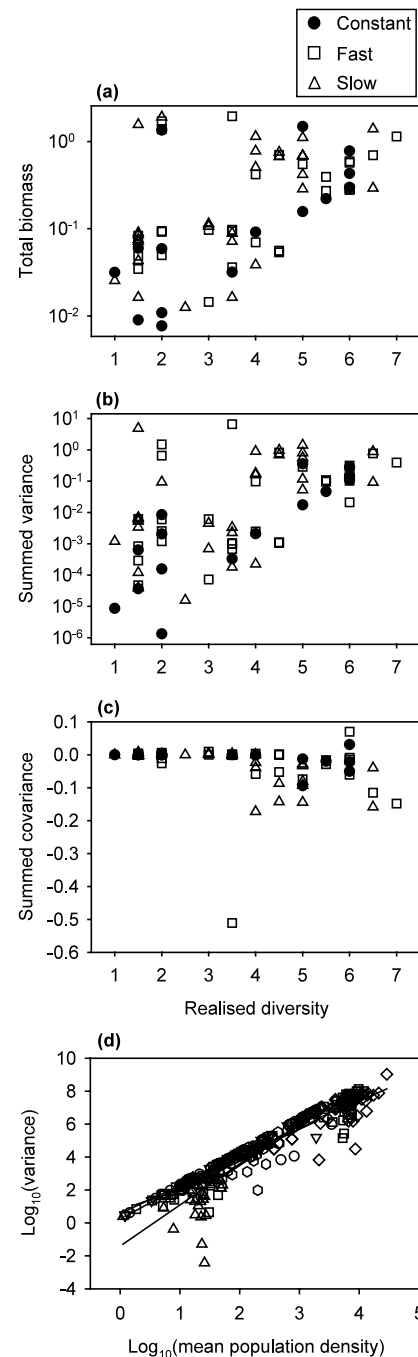 Constant
Fast
Slow
(a)
Total biomass
10⁰
10⁻¹
10⁻²
1 2 3 4 5 6 7
(b)
Summed variance
10¹
10⁰
10⁻¹
10⁻²
10⁻³
10⁻⁴
10⁻⁵
10⁻⁶
1 2 3 4 5 6 7
(c)
Summed covariance
0.1
0.0
-0.1
-0.2
-0.3
-0.4
-0.5
-0.6
1 2 3 4 5 6 7
Realised diversity
(d)
Log₁₀(variance)
10
8
6
4
2
0
-2
-4
0 1 2 3 4 5
Log₁₀(mean population density)